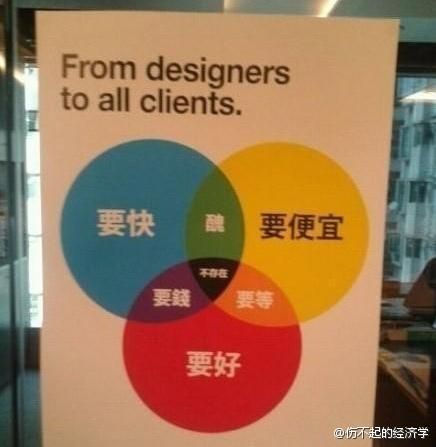 From designers
to all clients.
要快
醜
要便宜
不存在
要錢
要等
要好
@伤不起的经济学